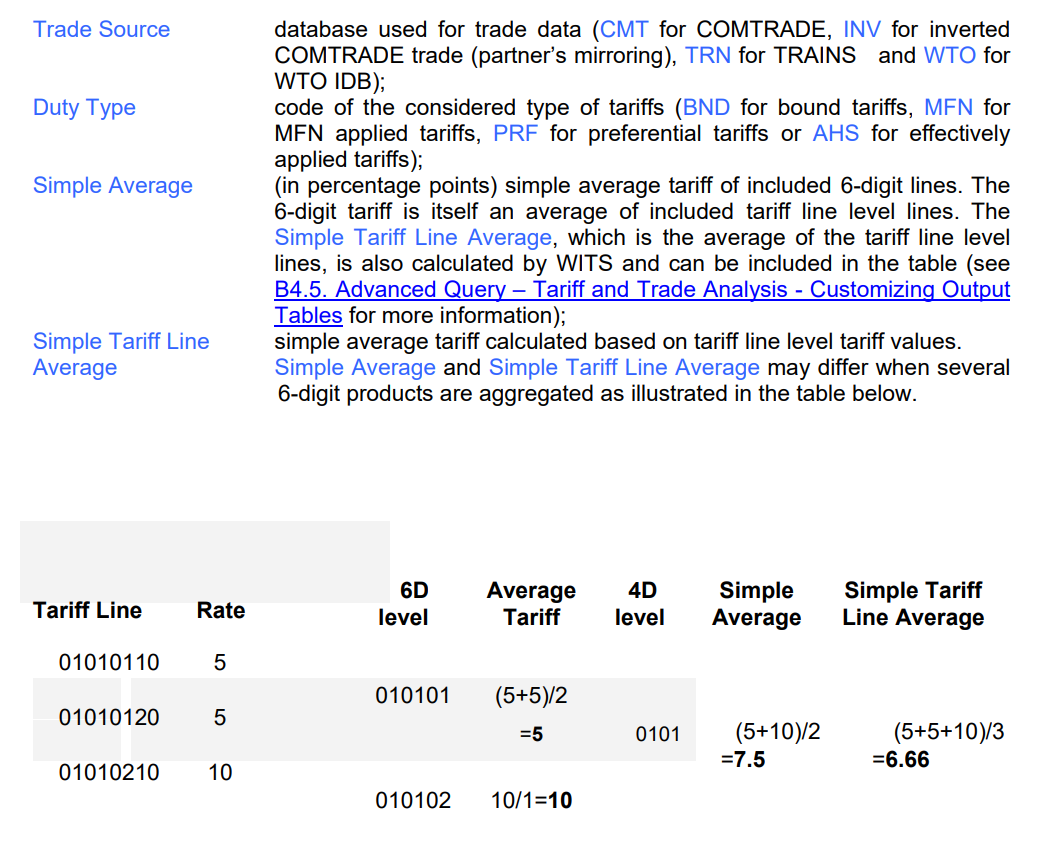 Trade Source database used for trade data (CMT for COMTRADE, INV for inverted
COMTRADE trade (partner’s mirroring), TRN for TRAINS and WTO for
WTO IDB);
Duty Type code of the considered type of tariffs (BND for bound tariffs, MFN for
MFN applied tariffs, PRF for preferential tariffs or AHS for effectively
applied tariffs);
Simple Average (in percentage points) simple average tariff of included 6-digit lines. The
6-digit tariff is itself an average of included tariff line level lines. The
Simple Tariff Line Average, which is the average of the tariff line level
lines, is also calculated by WITS and can be included in the table (see
B4.5. Advanced Query – Tariff and Trade Analysis - Customizing Output
Tables for more information);
Simple Tariff Line simple average tariff calculated based on tariff line level tariff values.
Average Simple Average and Simple Tariff Line Average may differ when several
6-digit products are aggregated as illustrated in the table below.
6D Average 4D Simple Simple Tariff
Tariff Line Rate level Tariff level Average Line Average
01010110 5
010101 (5+5)/2
01010120 5
=5 0101 (5+10)/2 (5+5+10)/3
=7.5 =6.66
01010210 10
010102 10/1=10